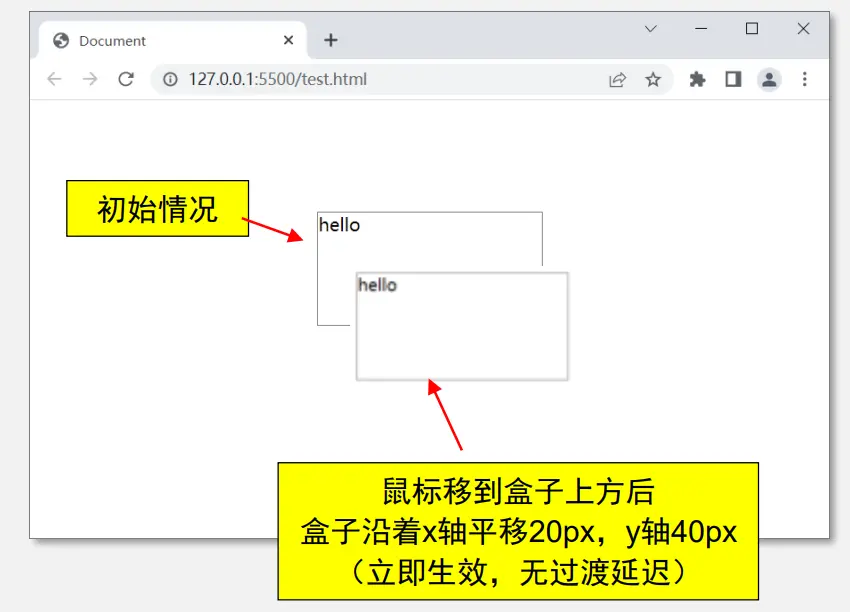 Document
127.0.0.1:5500/test.html
初始情况
hello
hello
鼠标移到盒子上方后
盒子沿着x轴平移20px，y轴40px
（立即生效，无过渡延迟）